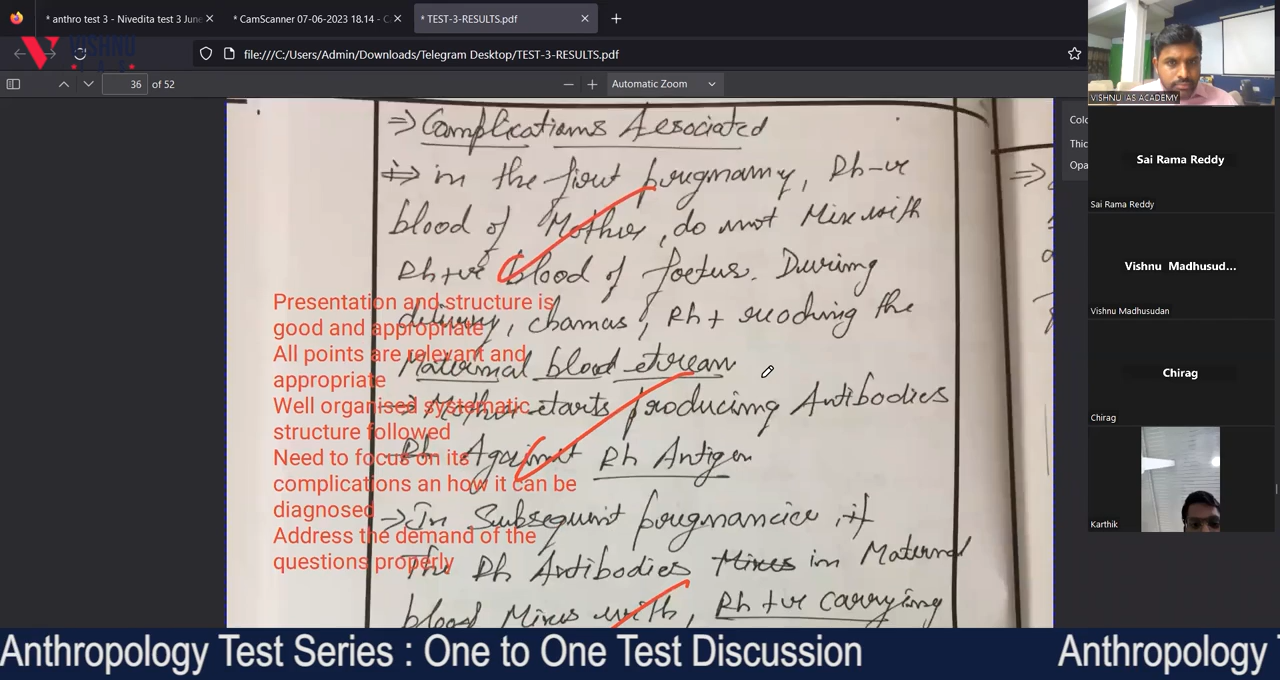 * anthro test 3 - Nivedita test 3 June
* CamScanner 07-06-2023 18.14 - C
* TEST-3-RESULTS.pdf
VISHNU
IAS
file:///C:/Users/Admin/Downloads/Telegram Desktop/TEST-3-RESULTS.pdf
36 of 52
Automatic Zoom
Colo
Thic
Opa
⇒ Complications Associated
⇒ in the first pregnancy, Rh-ve
blood of Mother, do not Mix with
Rh+ve blood of foetus. During
delivery, chances, Rh+ reaching the
Maternal blood stream
→ Mother starts producing Antibodies
Rh Against Rh Antigen
→ In Subsequent pregnancies, if
The Rh Antibodies Mixes in Maternal
blood Mixes with, Rh +ve carrying
Presentation and structure is
good and appropriate
All points are relevant and
appropriate
Well organised systematic
structure followed
Need to focus on its
complications an how it can be
diagnosed
Address the demand of the
questions properly
VISHNU IAS ACADEMY
Sai Rama Reddy
Sai Rama Reddy
Vishnu Madhusud...
Vishnu Madhusudan
Chirag
Chirag
Karthik
Anthropology Test Series : One to One Test Discussion
Anthropology